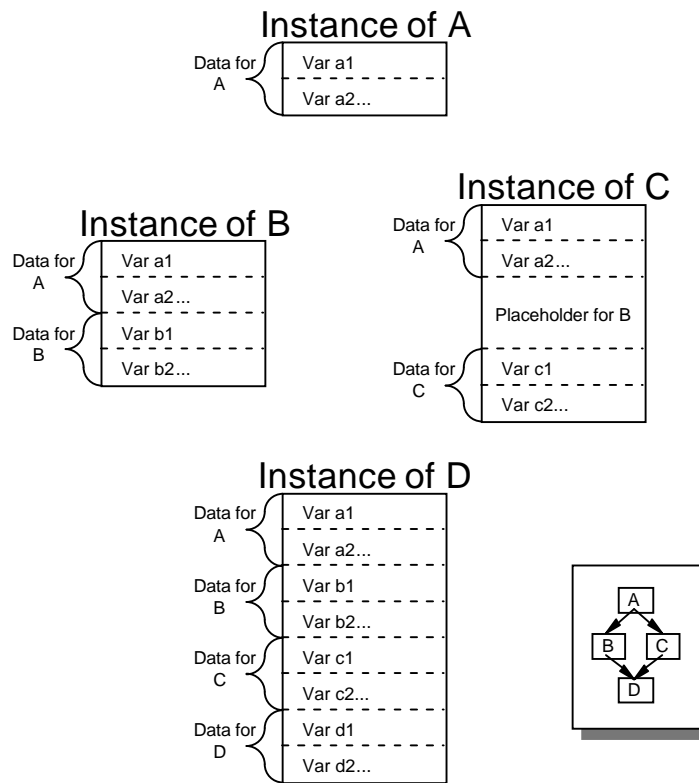 Instance of A
Data for
A
Var a1
Var a2...
Instance of B
Data for
A
Var a1
Var a2...
Data for
B
Var b1
Var b2...
Instance of C
Data for
A
Var a1
Var a2...
Placeholder for B
Data for
C
Var c1
Var c2...
Instance of D
Data for
A
Var a1
Var a2...
Data for
B
Var b1
Var b2...
Data for
C
Var c1
Var c2...
Data for
D
Var d1
Var d2...
A
B C
D